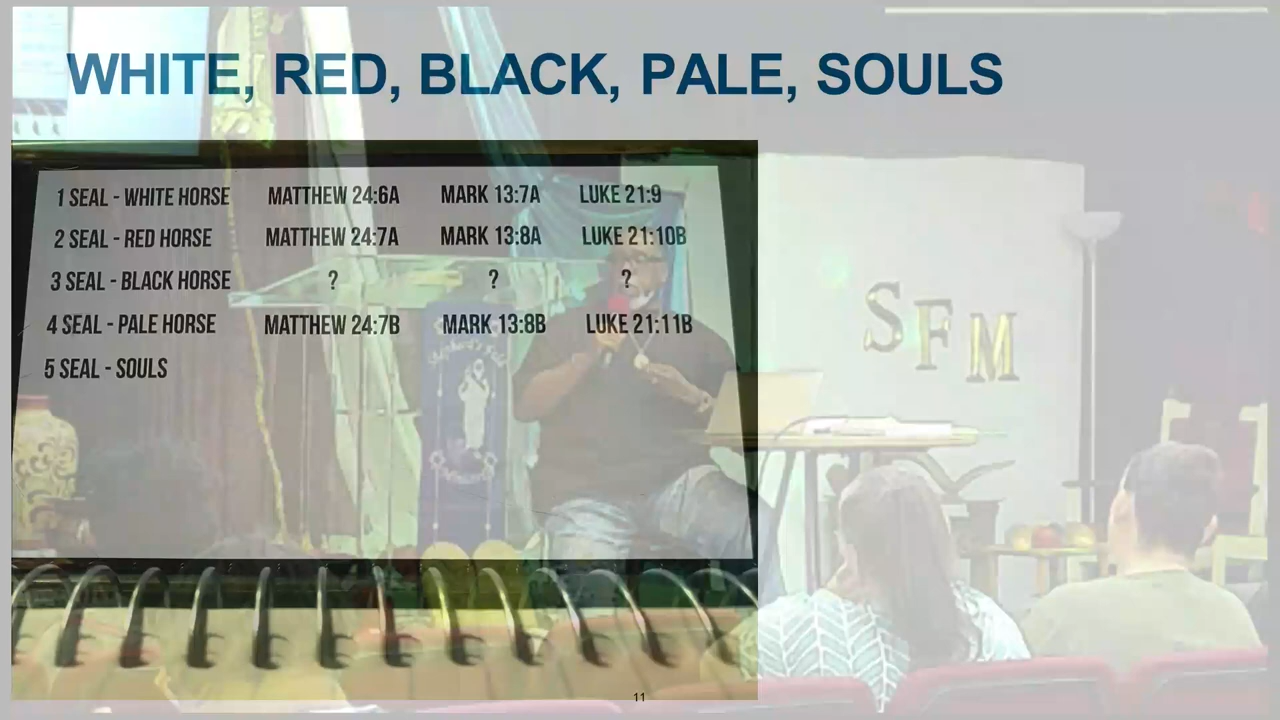 WHITE, RED, BLACK, PALE, SOULS
1 SEAL - WHITE HORSE MATTHEW 24:6A MARK 13:7A LUKE 21:9
2 SEAL - RED HORSE MATTHEW 24:7A MARK 13:8A LUKE 21:10B
3 SEAL - BLACK HORSE ? ? ?
4 SEAL - PALE HORSE MATTHEW 24:7B MARK 13:8B LUKE 21:11B
5 SEAL - SOULS
SFM
Shepherd's Fold
11